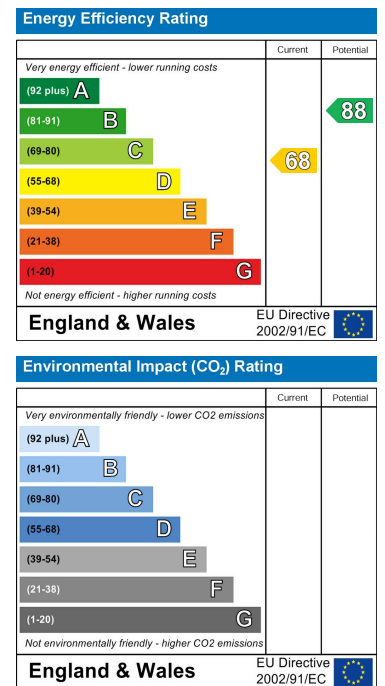 Energy Efficiency Rating
Current Potential
Very energy efficient - lower running costs
(92 plus) A
(81-91) B
(69-80) C
(55-68) D
(39-54) E
(21-38) F
(1-20) G
68
88
Not energy efficient - higher running costs
England & Wales
EU Directive
2002/91/EC
Environmental Impact (CO₂) Rating
Current Potential
Very environmentally friendly - lower CO2 emissions
(92 plus) A
(81-91) B
(69-80) C
(55-68) D
(39-54) E
(21-38) F
(1-20) G
Not environmentally friendly - higher CO2 emissions
England & Wales
EU Directive
2002/91/EC